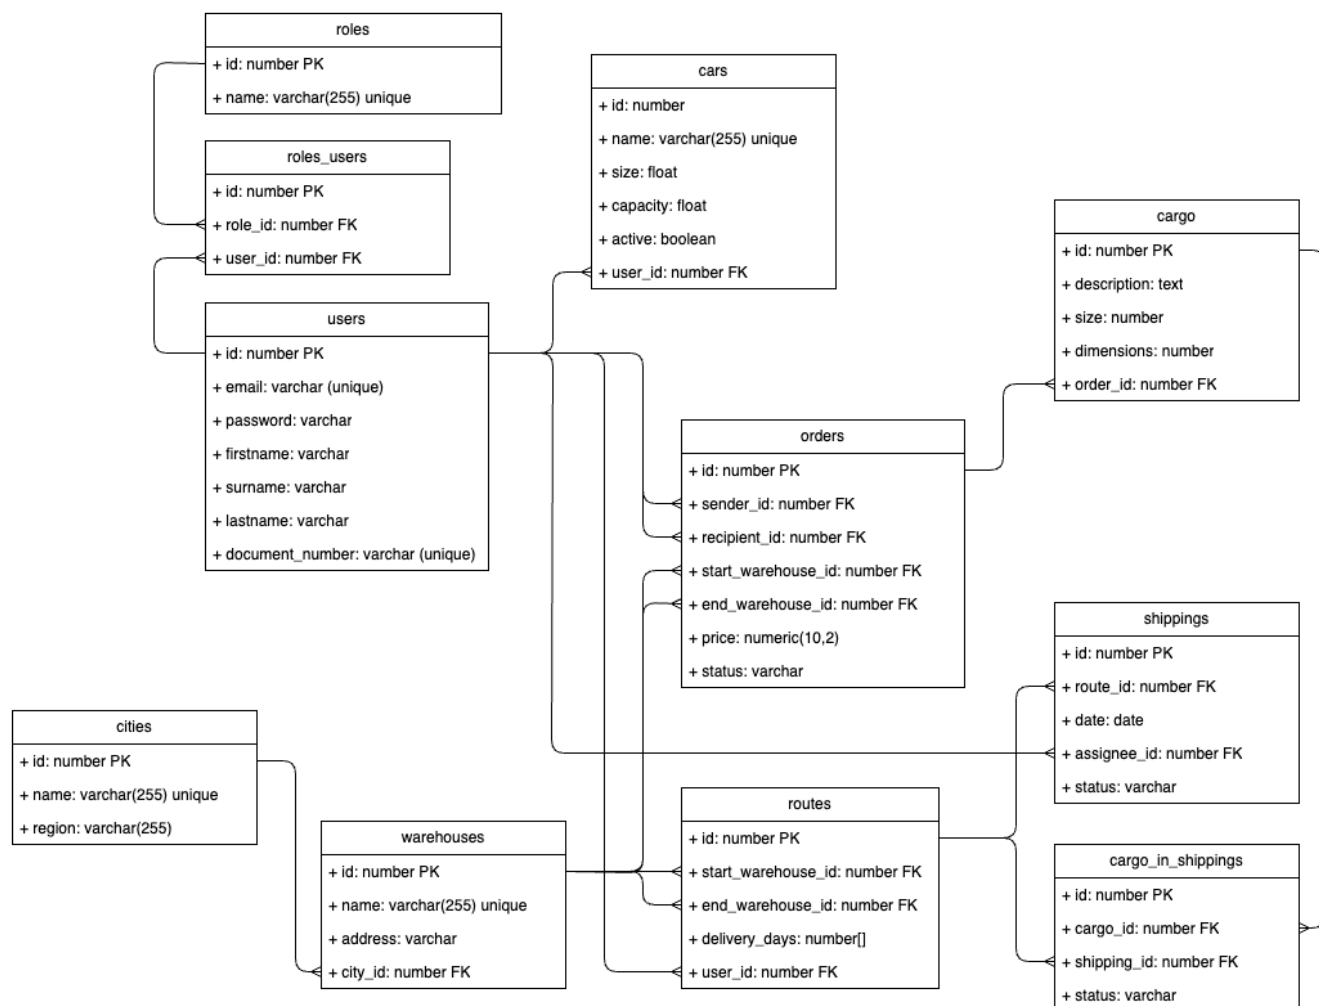 roles
+ id: number PK
+ name: varchar(255) unique
roles_users
+ id: number PK
+ role_id: number FK
+ user_id: number FK
users
+ id: number PK
+ email: varchar (unique)
+ password: varchar
+ firstname: varchar
+ surname: varchar
+ lastname: varchar
+ document_number: varchar (unique)
cars
+ id: number
+ name: varchar(255) unique
+ size: float
+ capacity: float
+ active: boolean
+ user_id: number FK
cargo
+ id: number PK
+ description: text
+ size: number
+ dimensions: number
+ order_id: number FK
orders
+ id: number PK
+ sender_id: number FK
+ recipient_id: number FK
+ start_warehouse_id: number FK
+ end_warehouse_id: number FK
+ price: numeric(10,2)
+ status: varchar
shippings
+ id: number PK
+ route_id: number FK
+ date: date
+ assignee_id: number FK
+ status: varchar
cities
+ id: number PK
+ name: varchar(255) unique
+ region: varchar(255)
warehouses
+ id: number PK
+ name: varchar(255) unique
+ address: varchar
+ city_id: number FK
routes
+ id: number PK
+ start_warehouse_id: number FK
+ end_warehouse_id: number FK
+ delivery_days: number[]
+ user_id: number FK
cargo_in_shippings
+ id: number PK
+ cargo_id: number FK
+ shipping_id: number FK
+ status: varchar